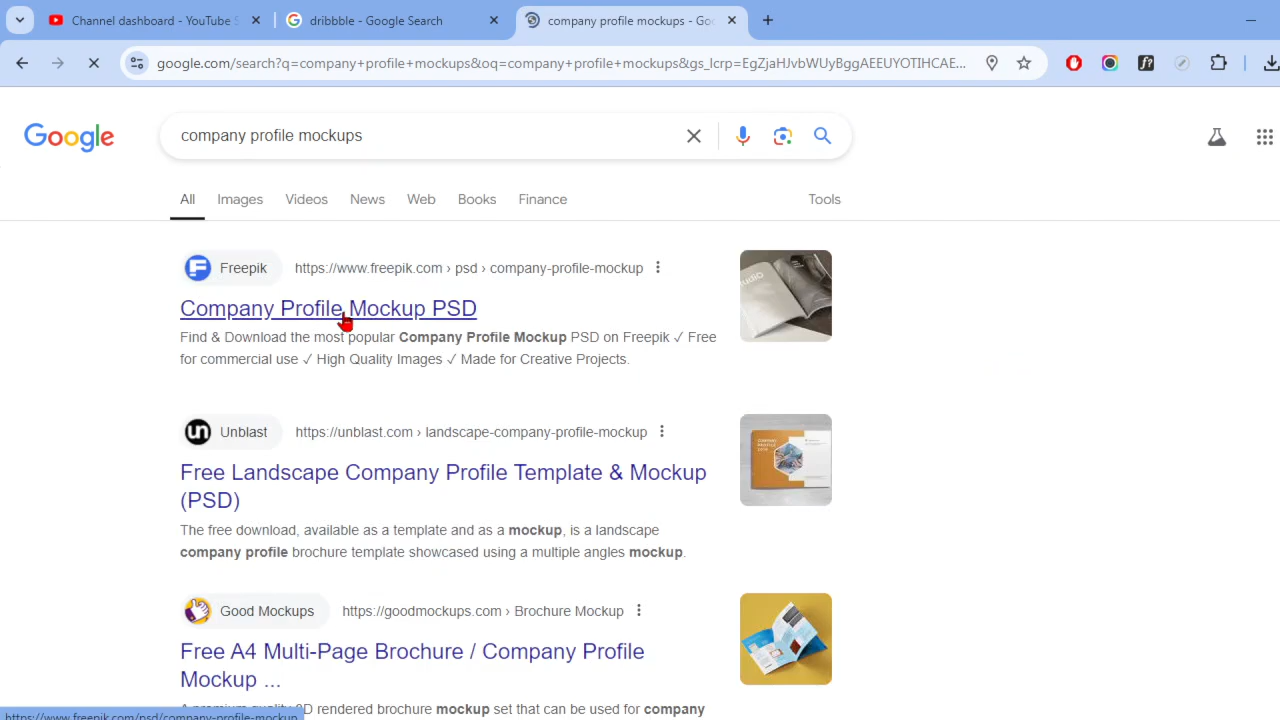 Channel dashboard - YouTube S
dribbble - Google Search
company profile mockups - Goo
google.com/search?q=company+profile+mockups&oq=company+profile+mockups&gs_lcrp=EgZjaHJvbWUyBggAEEUYOTIHCAE...
f?
Google
company profile mockups
All
Images
Videos
News
Web
Books
Finance
Tools
Freepik
https://www.freepik.com › psd › company-profile-mockup
Company Profile Mockup PSD
Find & Download the most popular Company Profile Mockup PSD on Freepik ✓ Free
for commercial use ✓ High Quality Images ✓ Made for Creative Projects.
un
Unblast
https://unblast.com › landscape-company-profile-mockup
Free Landscape Company Profile Template & Mockup
(PSD)
The free download, available as a template and as a mockup, is a landscape
company profile brochure template showcased using a multiple angles mockup.
COMPANY
PROFILE
Good Mockups
https://goodmockups.com › Brochure Mockup
Free A4 Multi-Page Brochure / Company Profile
Mockup ...
A premium quality 3D rendered brochure mockup set that can be used for company
https://www.freepik.com/psd/company-profile-mockup